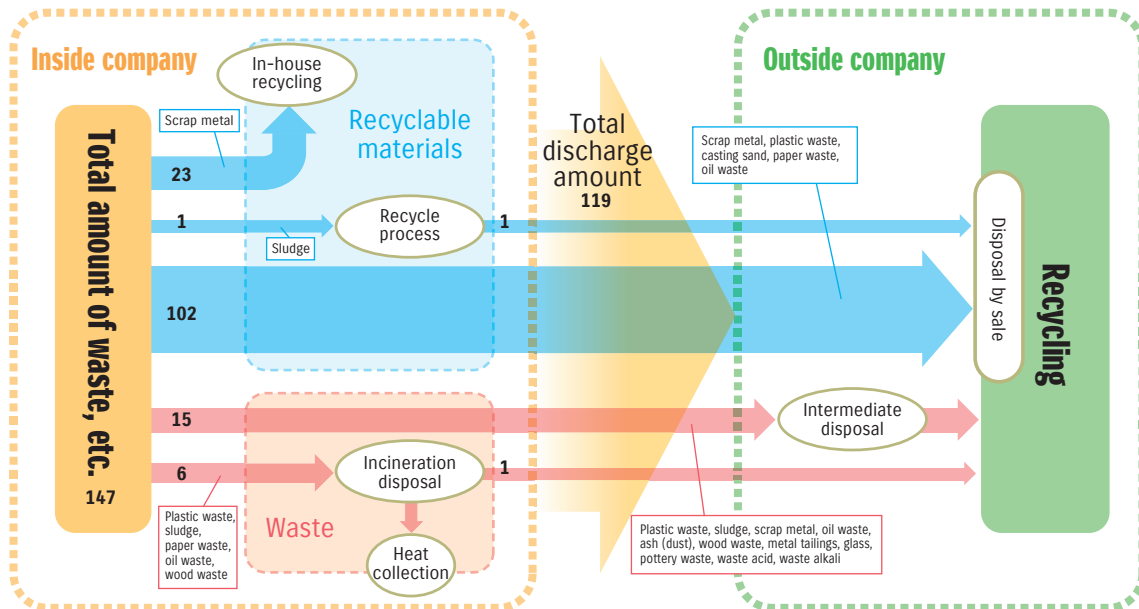 Inside company
In-house
recycling
Scrap metal
Recyclable
materials
23
1
Sludge
Recycle
process
1
102
Total amount of waste, etc.
147
15
6
Incineration
disposal
1
Plastic waste,
sludge,
paper waste,
oil waste,
wood waste
Waste
Heat
collection
Total
discharge
amount
119
Outside company
Scrap metal, plastic waste,
casting sand, paper waste,
oil waste
Disposal by sale
Recycling
Intermediate
disposal
Plastic waste, sludge, scrap metal, oil waste,
ash (dust), wood waste, metal tailings, glass,
pottery waste, waste acid, waste alkali